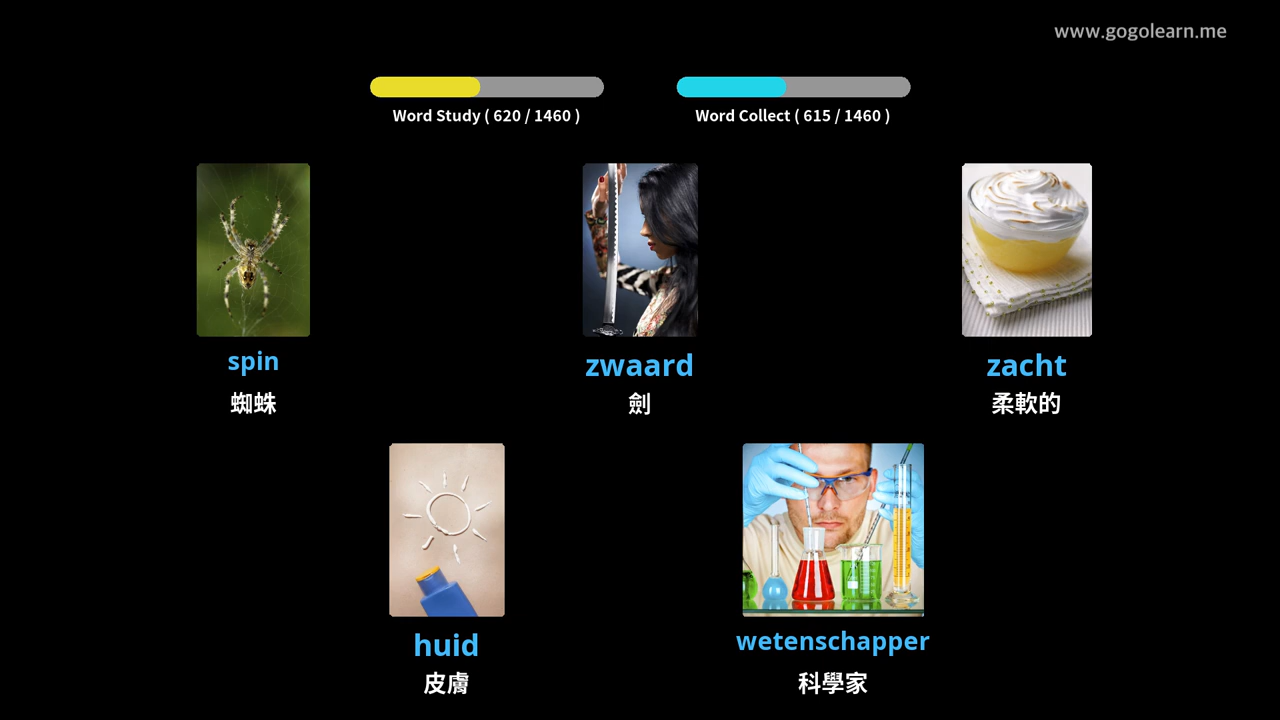 www.gogolearn.me
Word Study ( 620 / 1460 )
Word Collect ( 615 / 1460 )
spin
蜘蛛
zwaard
劍
zacht
柔軟的
huid
皮膚
wetenschapper
科學家